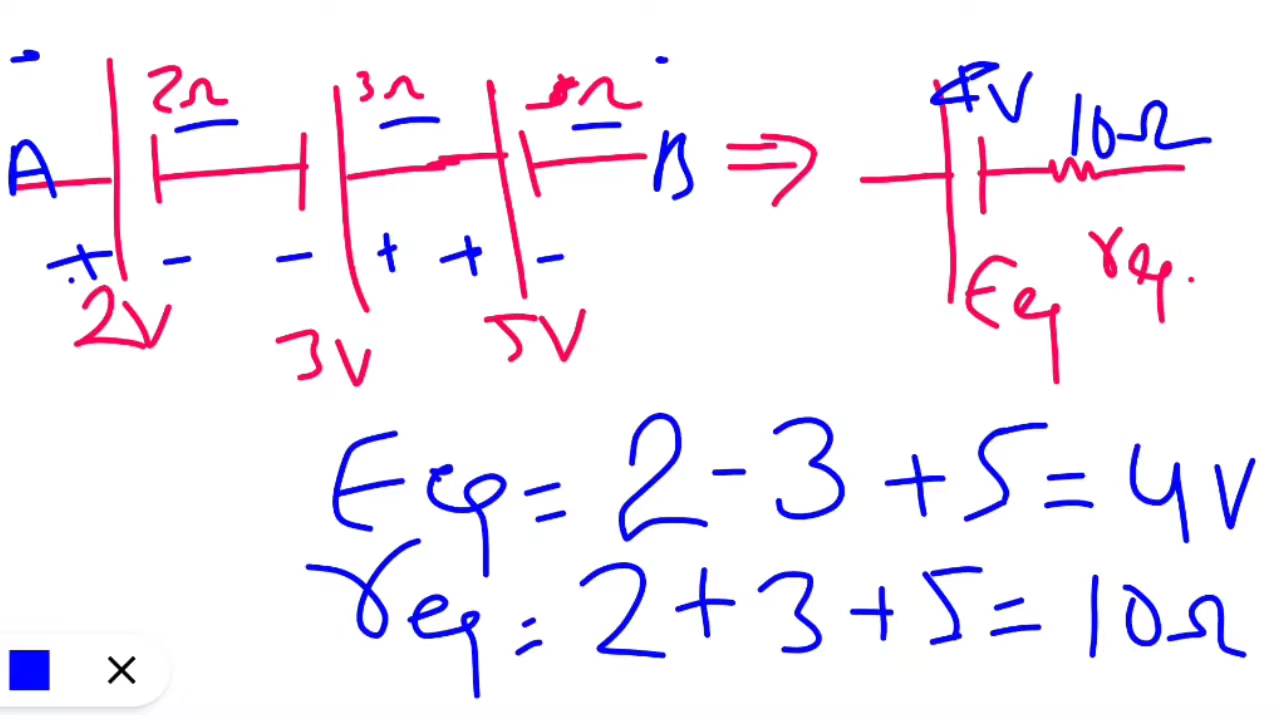 2Ω 3Ω Ω 4V 10Ω
A B ⇒
+ - - + + -
2V 3V 5V Eq req.
Eq = 2 - 3 + 5 = 4V
req = 2 + 3 + 5 = 10Ω